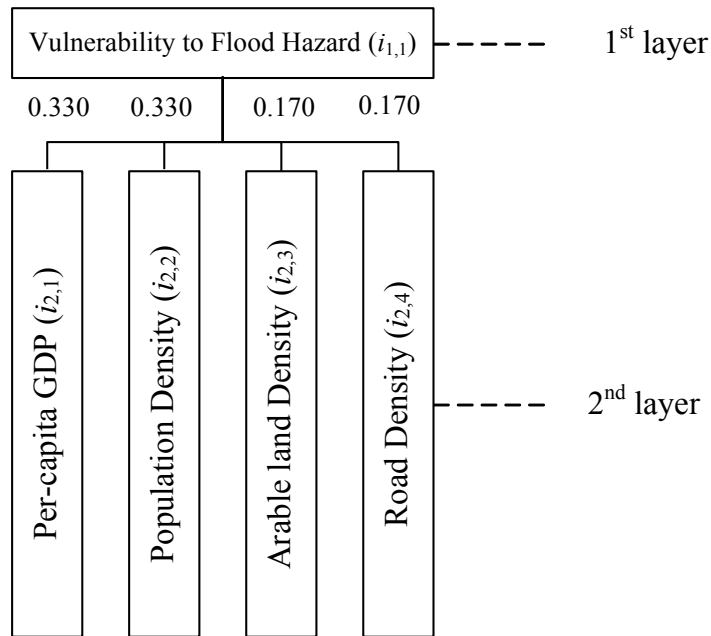 Vulnerability to Flood Hazard (i1,1)
1st layer
0.330 0.330 0.170 0.170
Per-capita GDP (i2,1)
Population Density (i2,2)
Arable land Density (i2,3)
Road Density (i2,4)
2nd layer